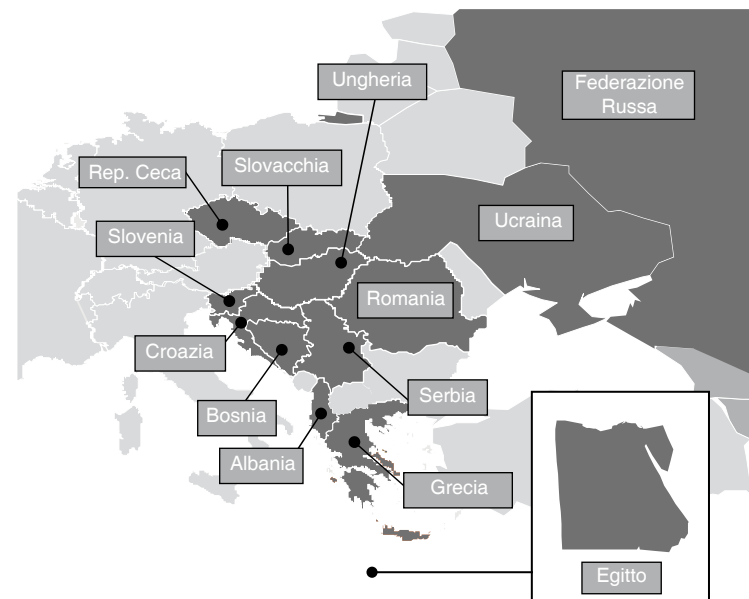 Ungheria
Federazione
Russa
Slovacchia
Rep. Ceca
Ucraina
Slovenia
Romania
Croazia
Serbia
Bosnia
Albania
Grecia
Egitto